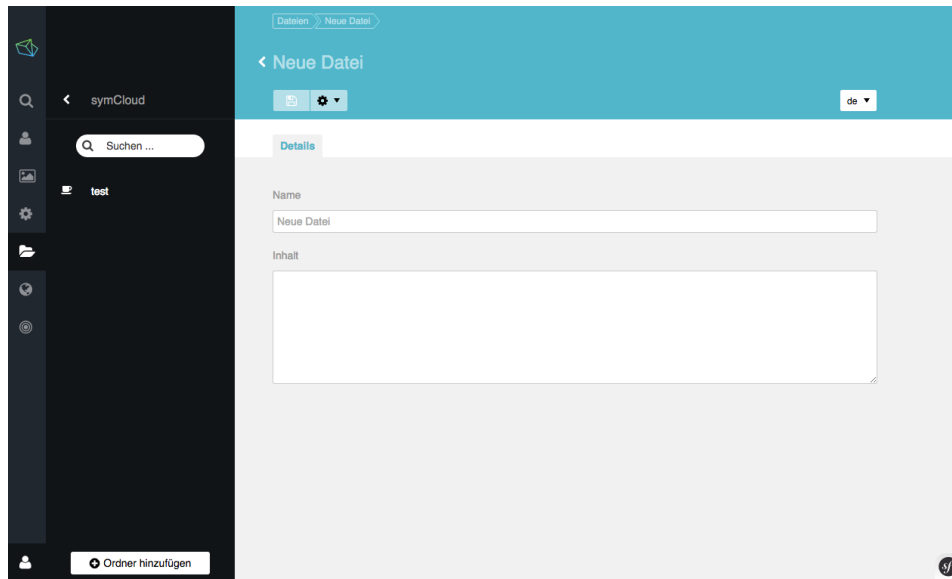 Dateien Neue Datei
Neue Datei
symCloud
de
Suchen ...
Details
test
Name
Neue Datei
Inhalt
Ordner hinzufügen